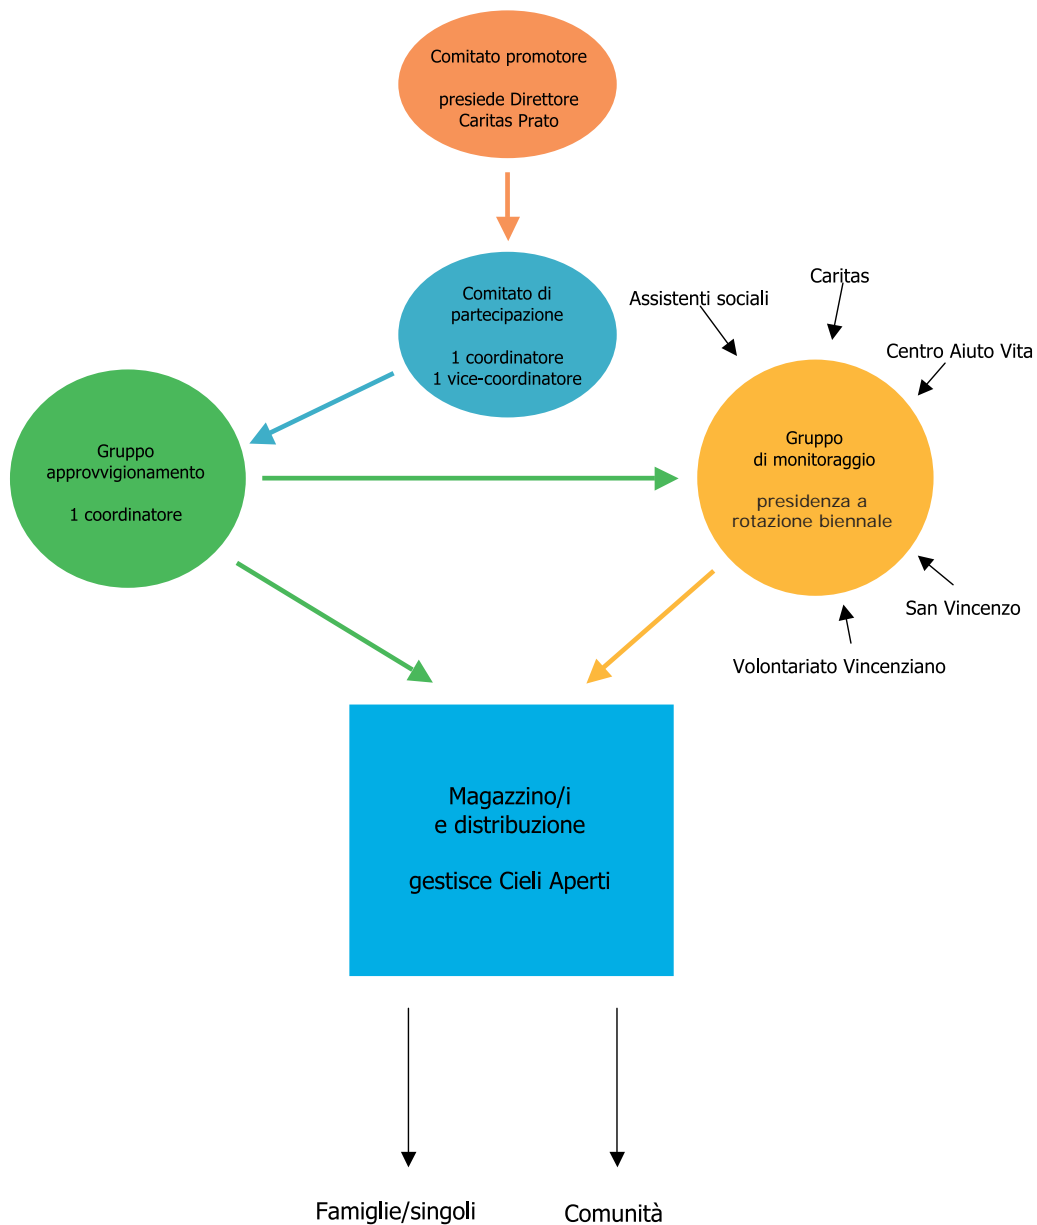 Comitato promotore
presiede Direttore
Caritas Prato
Comitato di
partecipazione
1 coordinatore
1 vice-coordinatore
Assistenti sociali
Caritas
Centro Aiuto Vita
Gruppo
approvvigionamento
1 coordinatore
Gruppo
di monitoraggio
presidenza a
rotazione biennale
San Vincenzo
Volontariato Vincenziano
Magazzino/i
e distribuzione
gestisce Cieli Aperti
Famiglie/singoli
Comunità